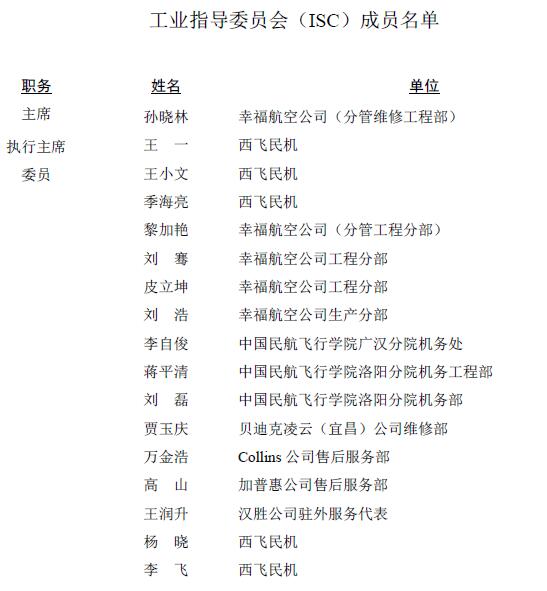 工业指导委员会（ISC）成员名单
职务 姓名 单位
主席 孙晓林 幸福航空公司（分管维修工程部）
执行主席 王　一 西飞民机
委员 王小文 西飞民机
季海亮 西飞民机
黎加艳 幸福航空公司（分管工程分部）
刘　骞 幸福航空公司工程分部
皮立坤 幸福航空公司工程分部
刘　浩 幸福航空公司生产分部
李自俊 中国民航飞行学院广汉分院机务处
蒋平清 中国民航飞行学院洛阳分院机务工程部
刘　磊 中国民航飞行学院洛阳分院机务部
贾玉庆 贝迪克凌云（宜昌）公司维修部
万金浩 Collins 公司售后服务部
高　山 加普惠公司售后服务部
王润升 汉胜公司驻外服务代表
杨　晓 西飞民机
李　飞 西飞民机